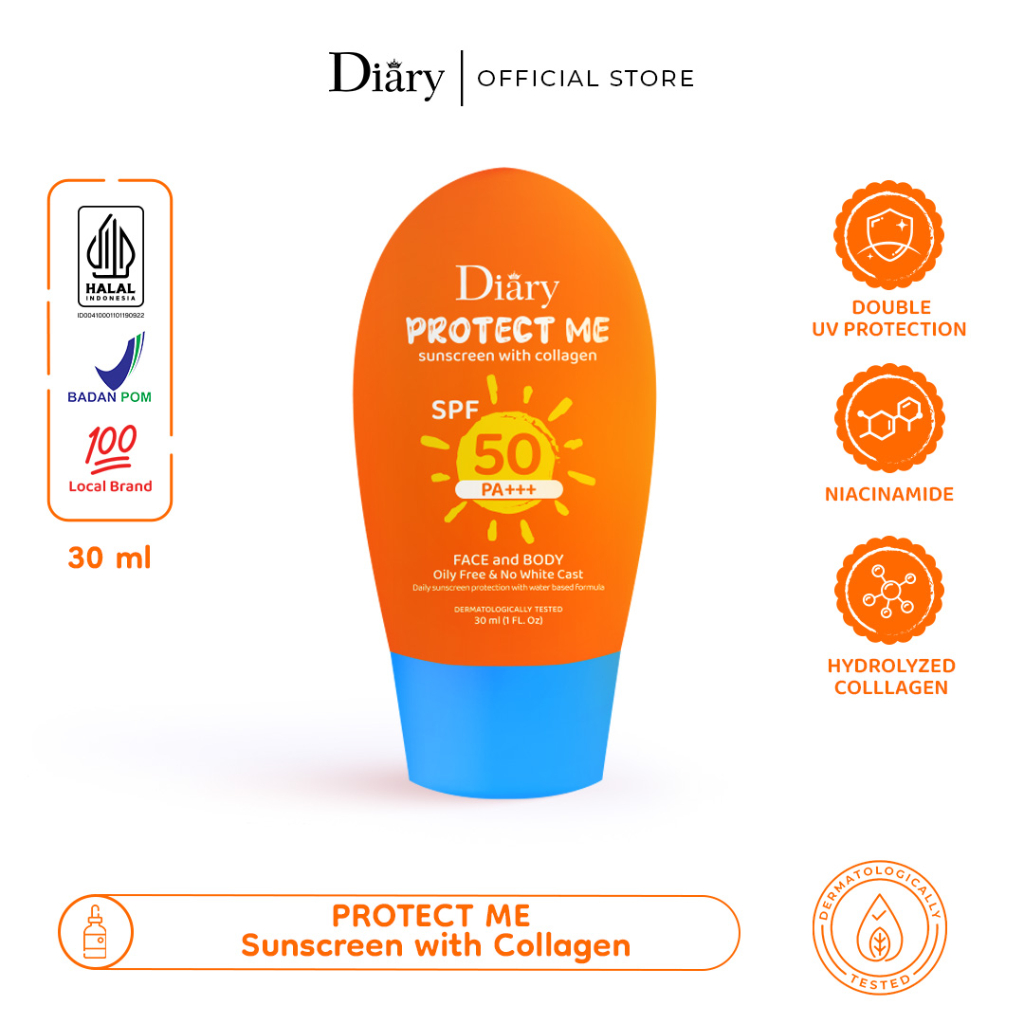 Diary | OFFICIAL STORE
HALAL
INDONESIA
ID00410001101190922
BADAN POM
100
Local Brand
30 ml
Diary
PROTECT ME
sunscreen with collagen
SPF
50
PA+++
FACE and BODY
Oily Free & No White Cast
Daily sunscreen protection with water based formula
DERMATOLOGICALLY TESTED
30 ml (1 FL. Oz)
DOUBLE
UV PROTECTION
NIACINAMIDE
HYDROLYZED
COLLLAGEN
PROTECT ME
Sunscreen with Collagen
DERMATOLOGICALLY
TESTED